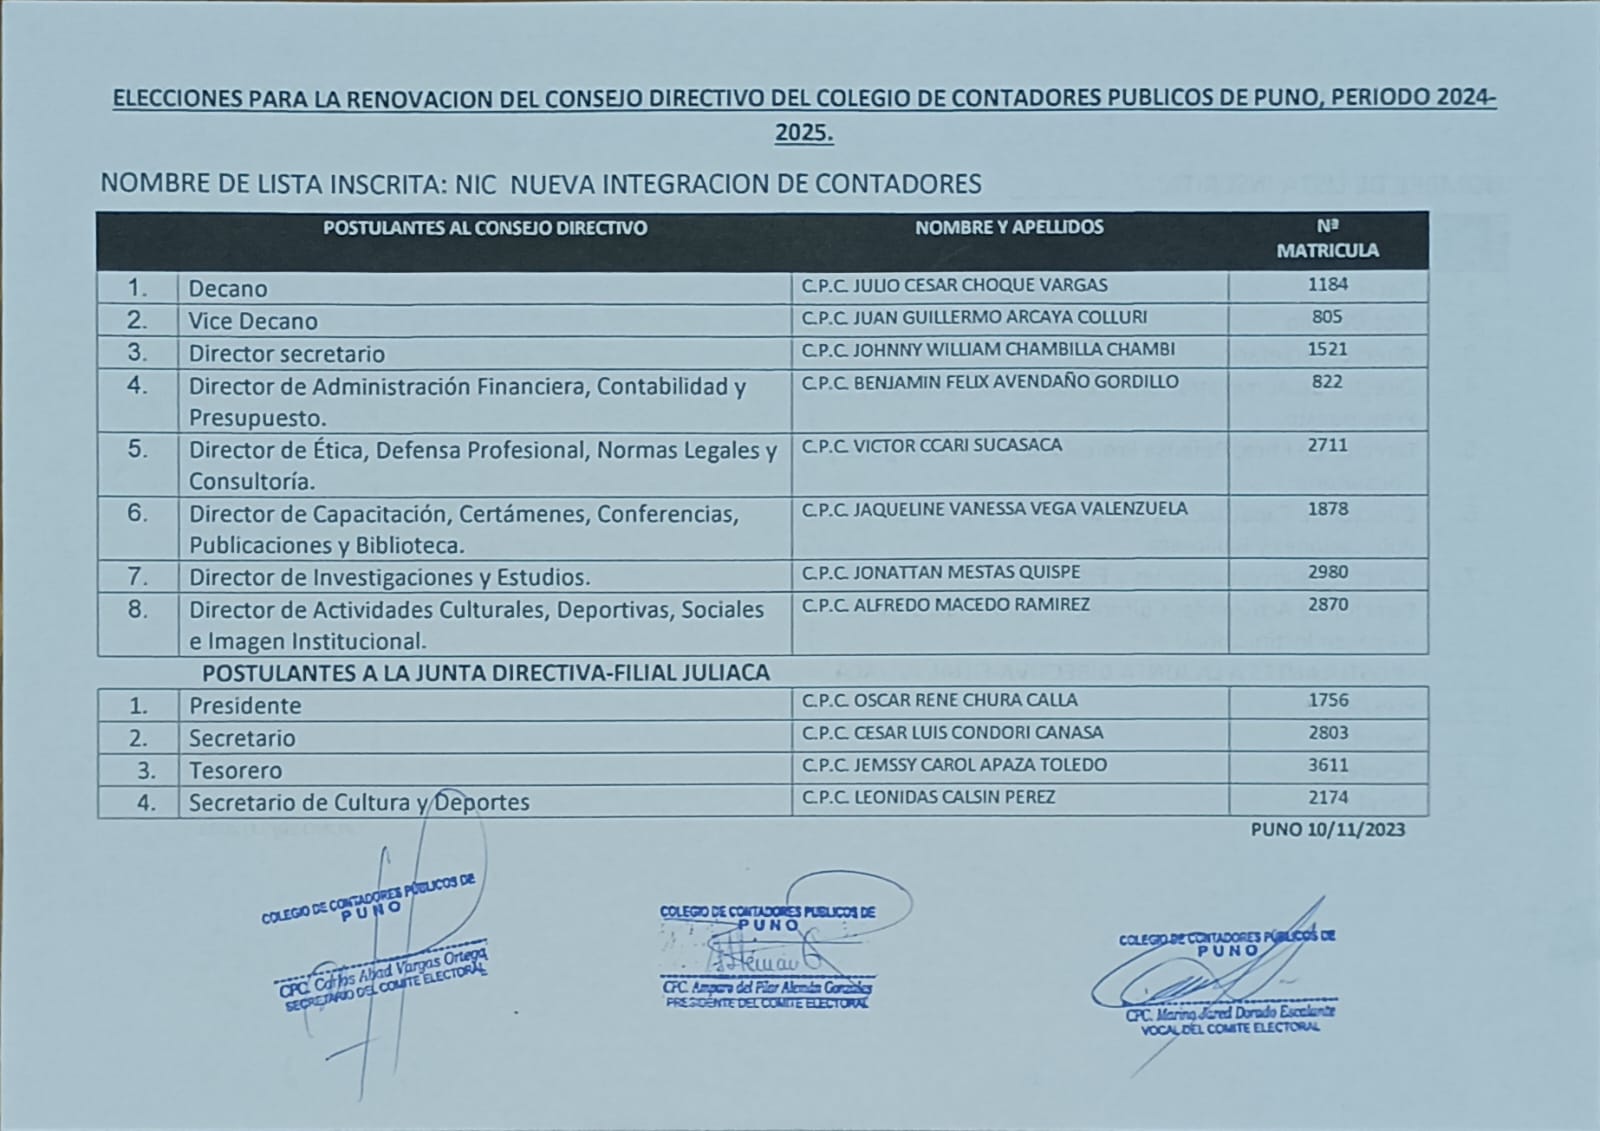 ELECCIONES PARA LA RENOVACION DEL CONSEJO DIRECTIVO DEL COLEGIO DE CONTADORES PUBLICOS DE PUNO, PERIODO 2024-
2025.
NOMBRE DE LISTA INSCRITA: NIC NUEVA INTEGRACION DE CONTADORES
POSTULANTES AL CONSEJO DIRECTIVO NOMBRE Y APELLIDOS Nª
MATRICULA
1. Decano C.P.C. JULIO CESAR CHOQUE VARGAS 1184
2. Vice Decano C.P.C. JUAN GUILLERMO ARCAYA COLLURI 805
3. Director secretario C.P.C. JOHNNY WILLIAM CHAMBILLA CHAMBI 1521
4. Director de Administración Financiera, Contabilidad y C.P.C. BENJAMIN FELIX AVENDAÑO GORDILLO 822
Presupuesto.
5. Director de Ética, Defensa Profesional, Normas Legales y C.P.C. VICTOR CCARI SUCASACA 2711
Consultoría.
6. Director de Capacitación, Certámenes, Conferencias, C.P.C. JAQUELINE VANESSA VEGA VALENZUELA 1878
Publicaciones y Biblioteca.
7. Director de Investigaciones y Estudios. C.P.C. JONATTAN MESTAS QUISPE 2980
8. Director de Actividades Culturales, Deportivas, Sociales C.P.C. ALFREDO MACEDO RAMIREZ 2870
e Imagen Institucional.
POSTULANTES A LA JUNTA DIRECTIVA-FILIAL JULIACA
1. Presidente C.P.C. OSCAR RENE CHURA CALLA 1756
2. Secretario C.P.C. CESAR LUIS CONDORI CANASA 2803
3. Tesorero C.P.C. JEMSSY CAROL APAZA TOLEDO 3611
4. Secretario de Cultura y Deportes C.P.C. LEONIDAS CALSIN PEREZ 2174
PUNO 10/11/2023
COLEGIO DE CONTADORES PÚBLICOS DE
PUNO
CPC. Carlos Abad Vargas Ortega
SECRETARIO DEL COMITE ELECTORAL
COLEGIO DE CONTADORES PUBLICOS DE
PUNO
CPC. Amparo del Pilar Alemán Gonzales
PRESIDENTE DEL COMITE ELECTORAL
COLEGIO DE CONTADORES PÚBLICOS DE
PUNO
CPC. Jared Dorado Escalante
VOCAL DEL COMITE ELECTORAL